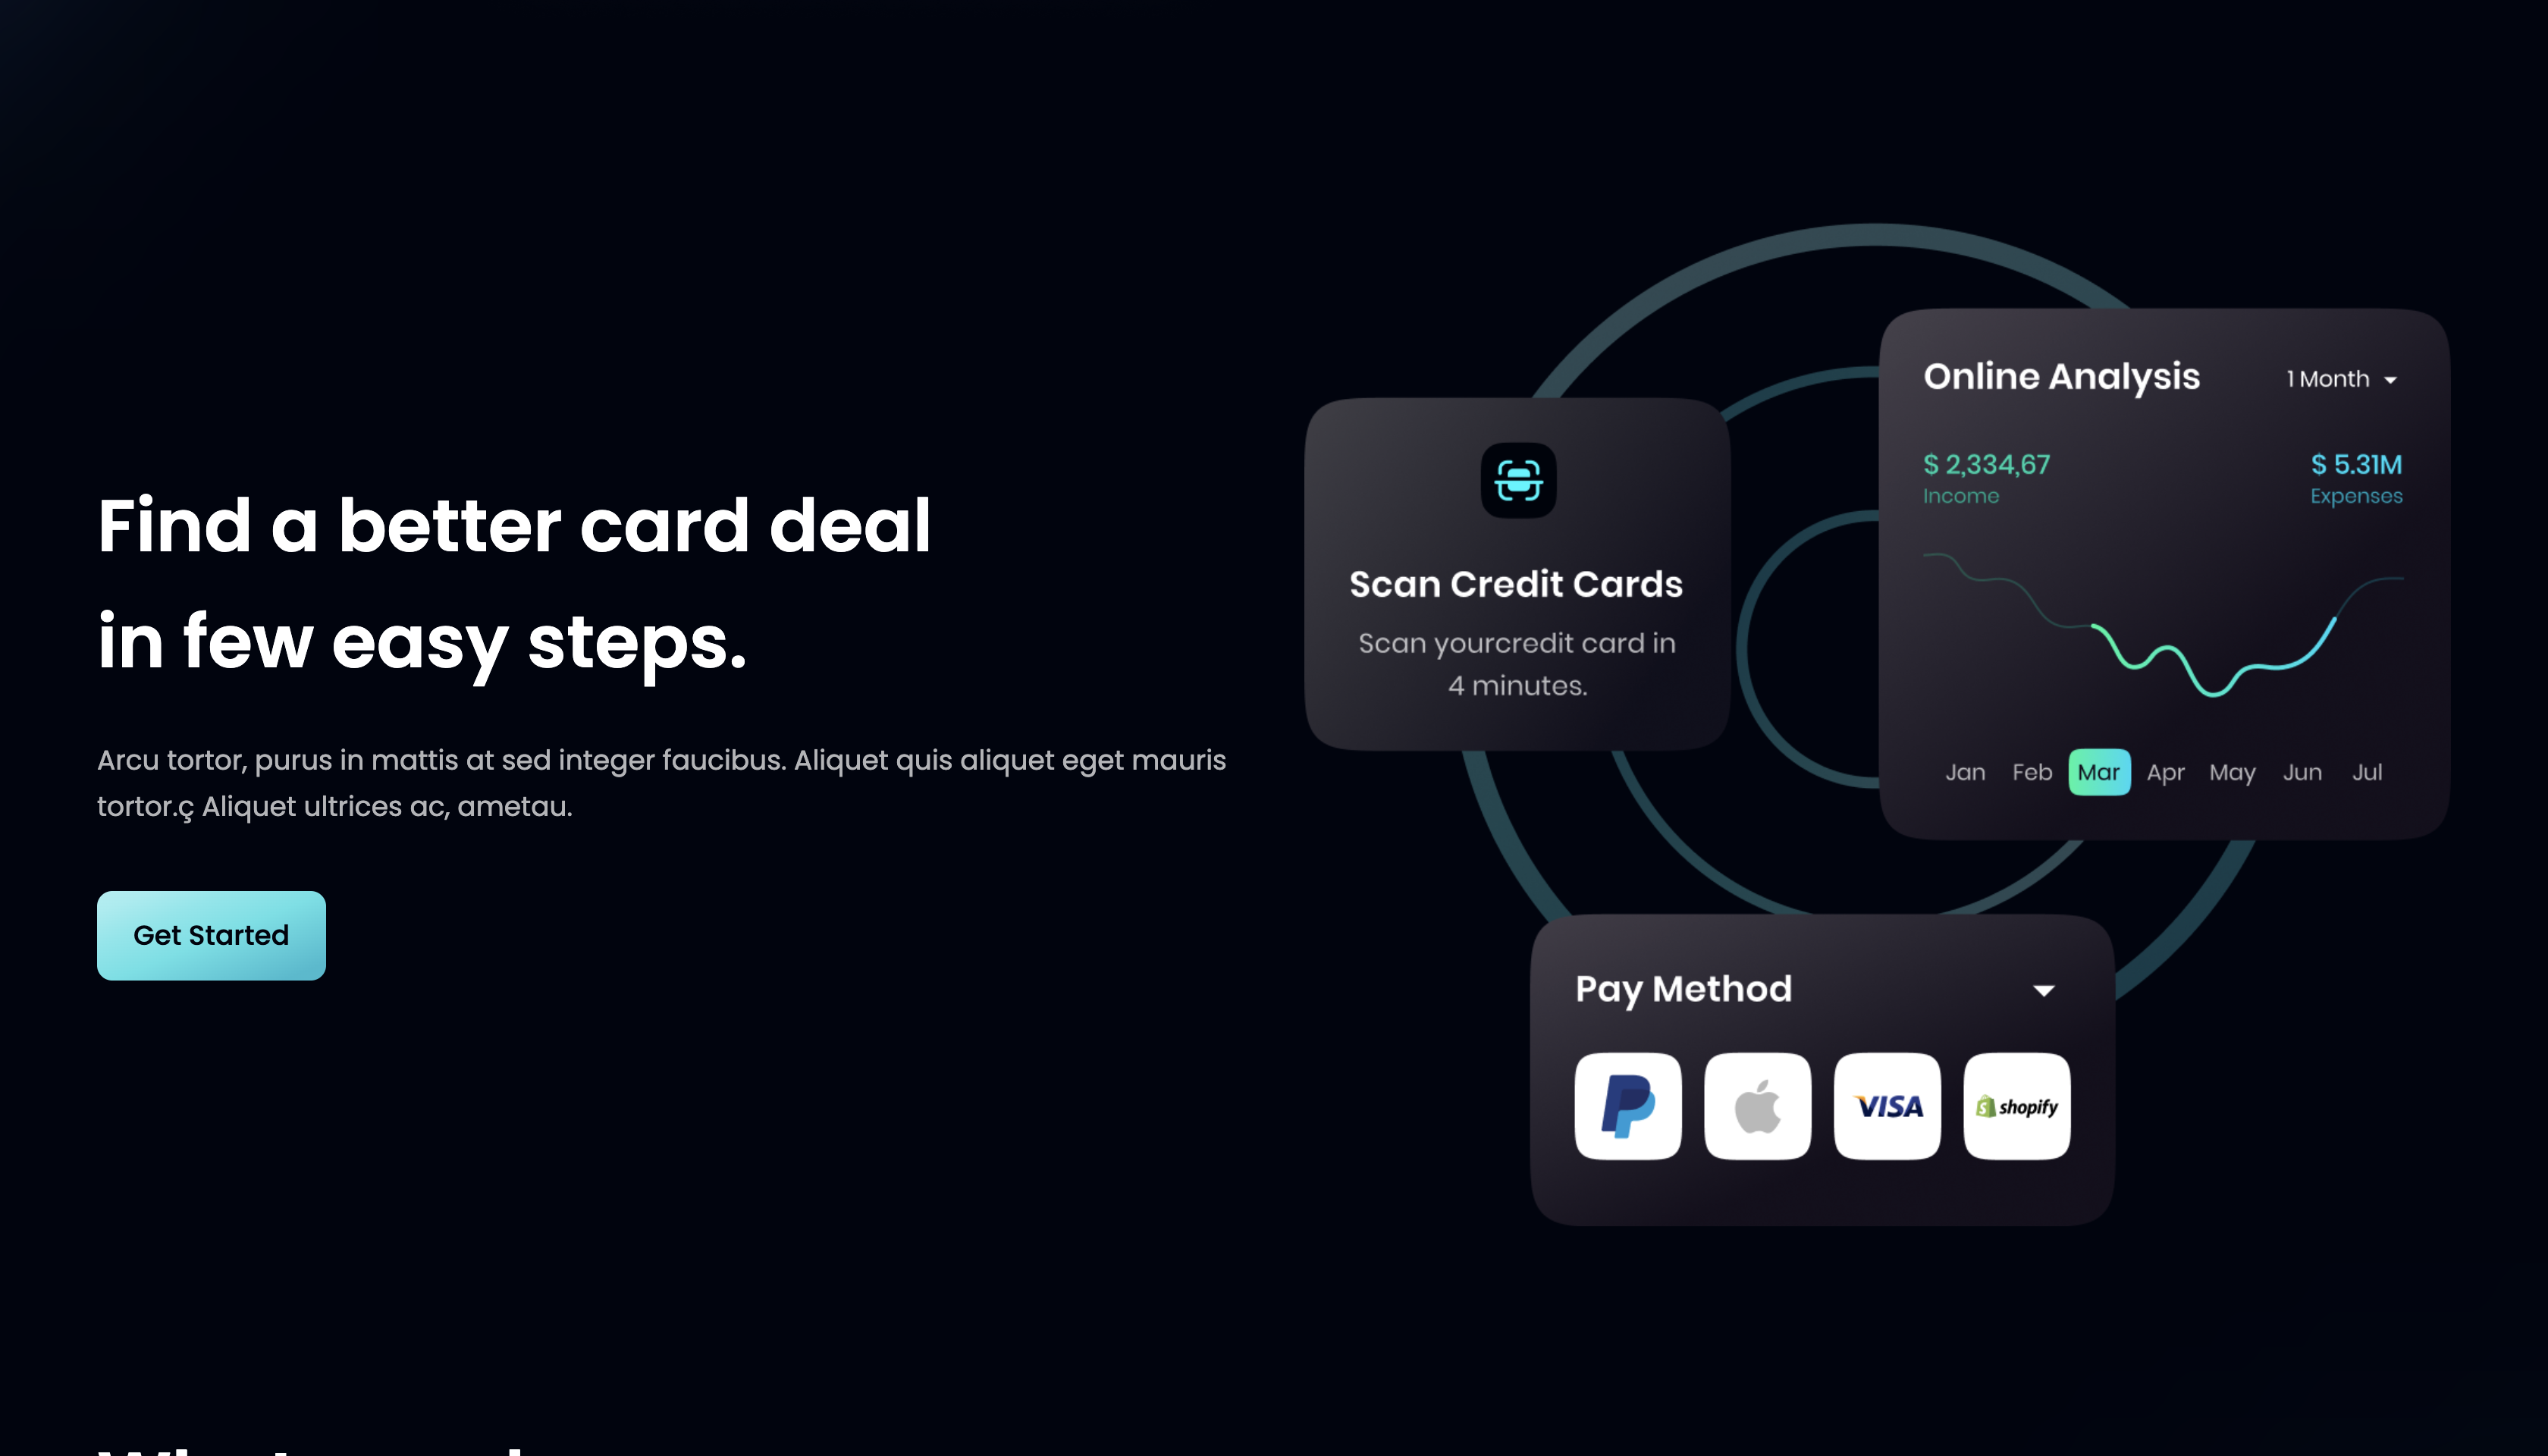 Find a better card deal
in few easy steps.
Arcu tortor, purus in mattis at sed integer faucibus. Aliquet quis aliquet eget mauris
tortor.ç Aliquet ultrices ac, ametau.
Get Started
Scan Credit Cards
Scan yourcredit card in
4 minutes.
Online Analysis 1 Month
$ 2,334,67 $ 5.31M
Income Expenses
Jan Feb Mar Apr May Jun Jul
Pay Method
VISA shopify